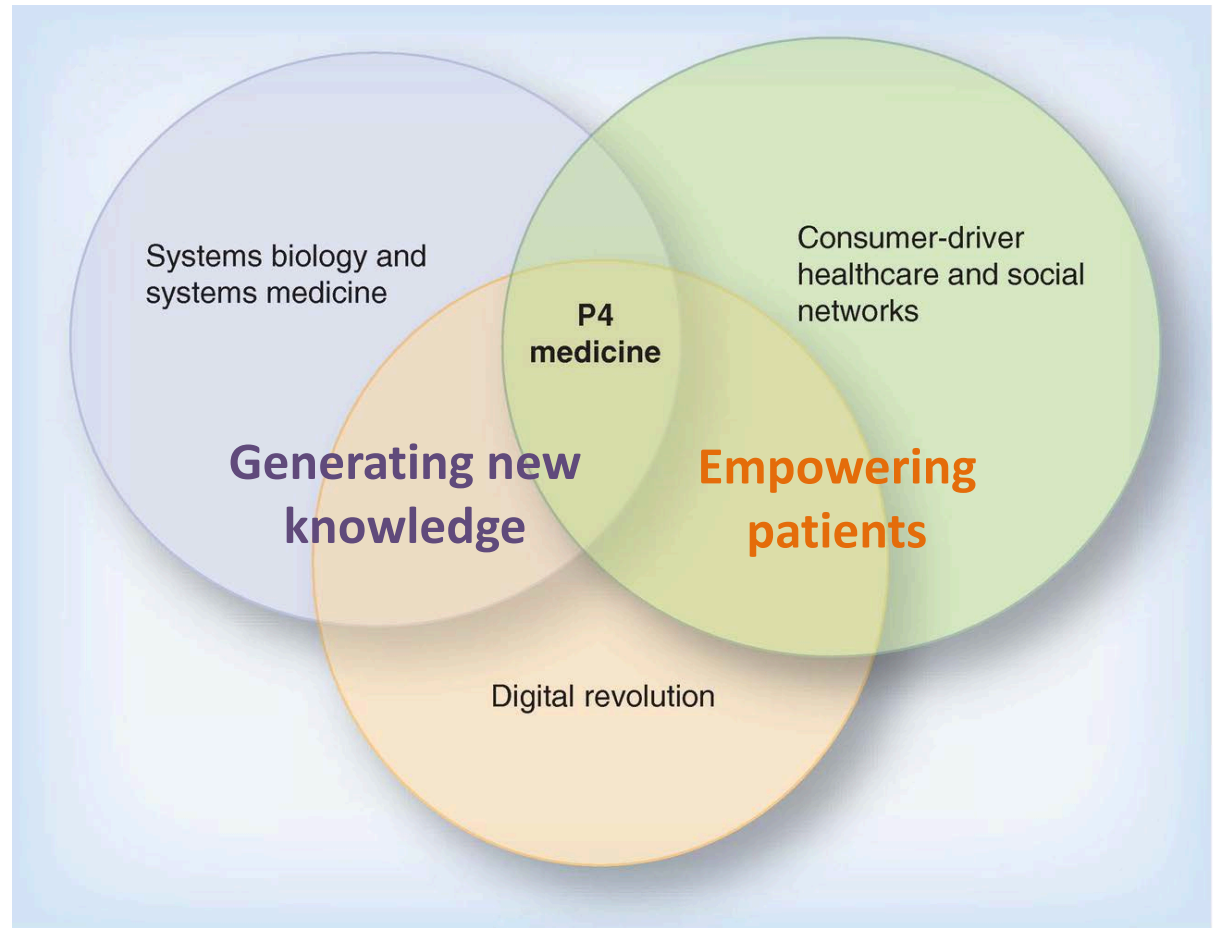 Systems biology and
systems medicine
Consumer-driver
healthcare and social
networks
P4
medicine
Generating new
knowledge
Empowering
patients
Digital revolution